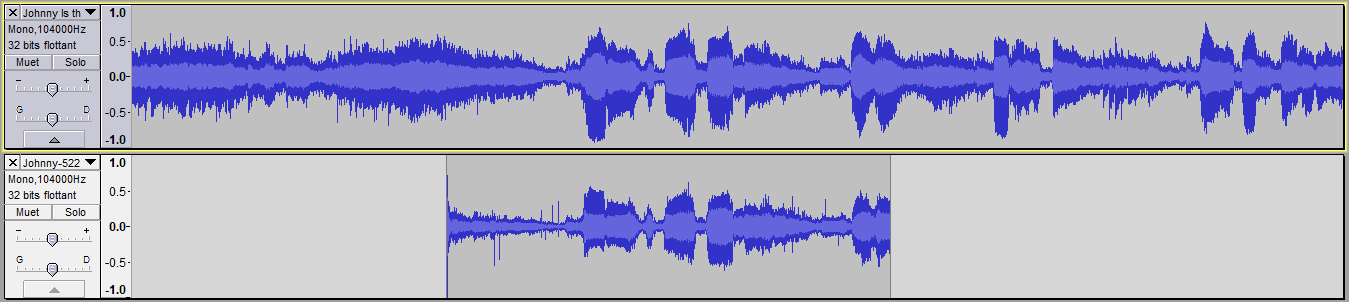 Johnny Is th
Mono,104000Hz
32 bits flottant
Muet Solo
- +
G D
1.0
0.5-
0.0-
-0.5-
-1.0
Johnny-522
Mono,104000Hz
32 bits flottant
Muet Solo
- +
G D
1.0
0.5-
0.0-
-0.5-
-1.0